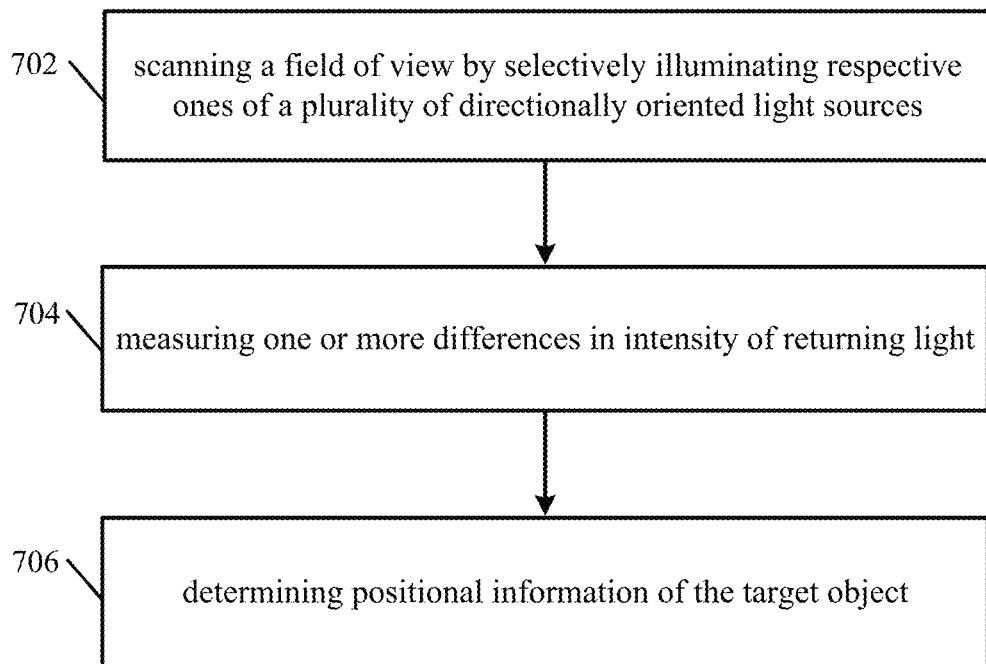 702
scanning a field of view by selectively illuminating respective
ones of a plurality of directionally oriented light sources
704
measuring one or more differences in intensity of returning light
706
determining positional information of the target object